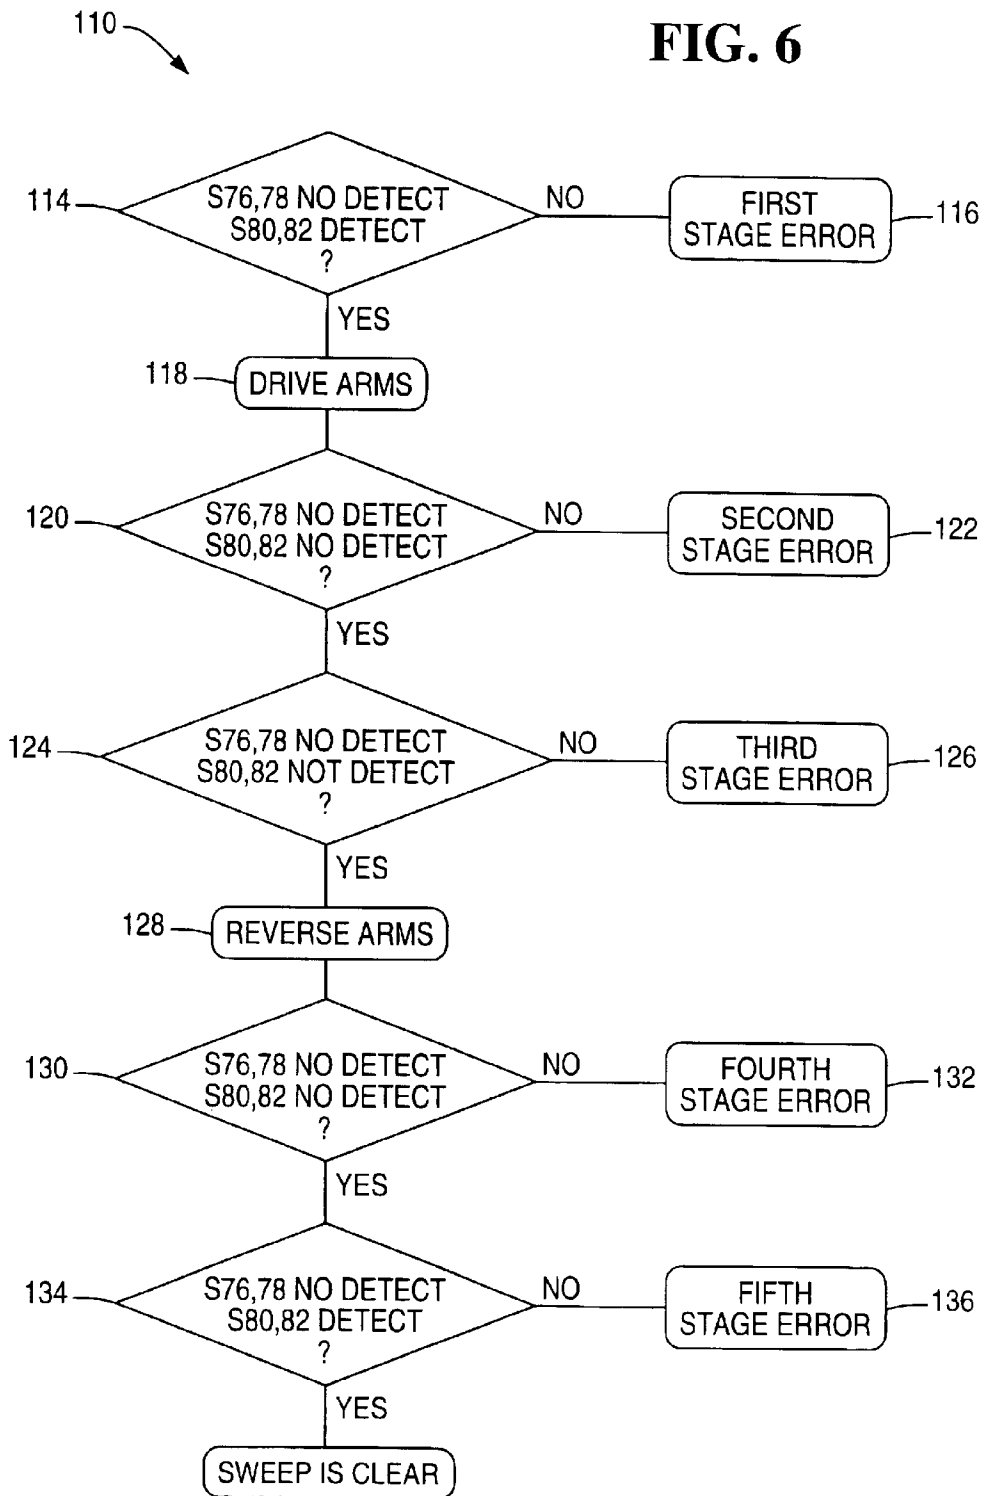 110
FIG. 6
114
S76,78 NO DETECT
S80,82 DETECT
?
NO
FIRST
STAGE ERROR
116
YES
118
DRIVE ARMS
120
S76,78 NO DETECT
S80,82 NO DETECT
?
NO
SECOND
STAGE ERROR
122
YES
124
S76,78 NO DETECT
S80,82 NOT DETECT
?
NO
THIRD
STAGE ERROR
126
YES
128
REVERSE ARMS
130
S76,78 NO DETECT
S80,82 NO DETECT
?
NO
FOURTH
STAGE ERROR
132
YES
134
S76,78 NO DETECT
S80,82 DETECT
?
NO
FIFTH
STAGE ERROR
136
YES
SWEEP IS CLEAR